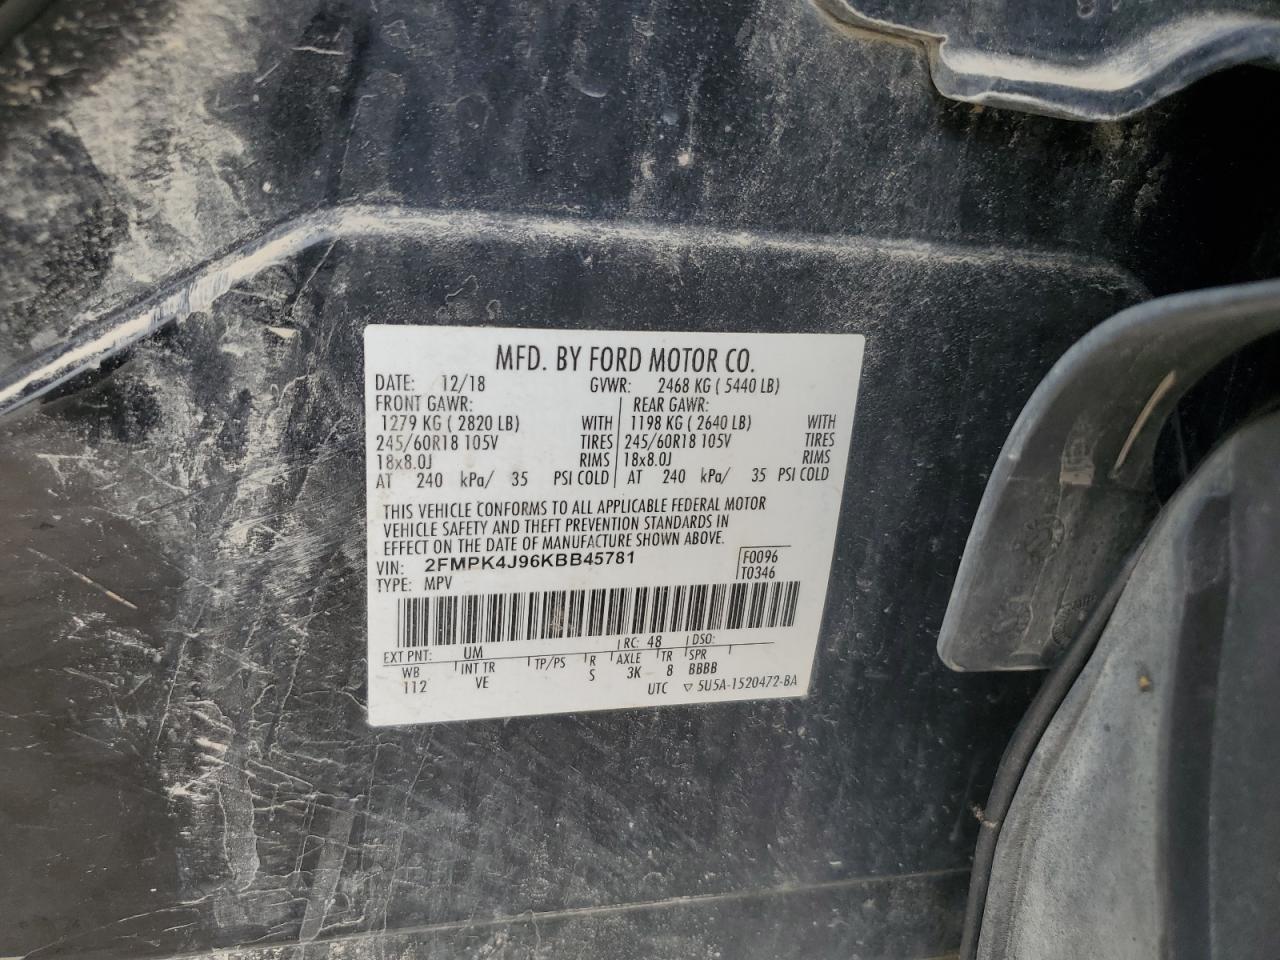 MFD. BY FORD MOTOR CO.
DATE: 12/18 GVWR: 2468 KG ( 5440 LB)
FRONT GAWR: REAR GAWR:
1279 KG ( 2820 LB) WITH 1198 KG ( 2640 LB) WITH
245/60R18 105V TIRES 245/60R18 105V TIRES
18x8.0J RIMS 18x8.0J RIMS
AT 240 kPa/ 35 PSI COLD AT 240 kPa/ 35 PSI COLD
THIS VEHICLE CONFORMS TO ALL APPLICABLE FEDERAL MOTOR
VEHICLE SAFETY AND THEFT PREVENTION STANDARDS IN
EFFECT ON THE DATE OF MANUFACTURE SHOWN ABOVE.
VIN: 2FMPK4J96KBB45781 F0096
TYPE: MPV T0346
EXT PNT: UM RC: 48 DSO:
WB INT TR TP/PS R AXLE TR SPR
112 VE S 3K 8 BBBB
UTC ▽ 5U5A-1520472-BA